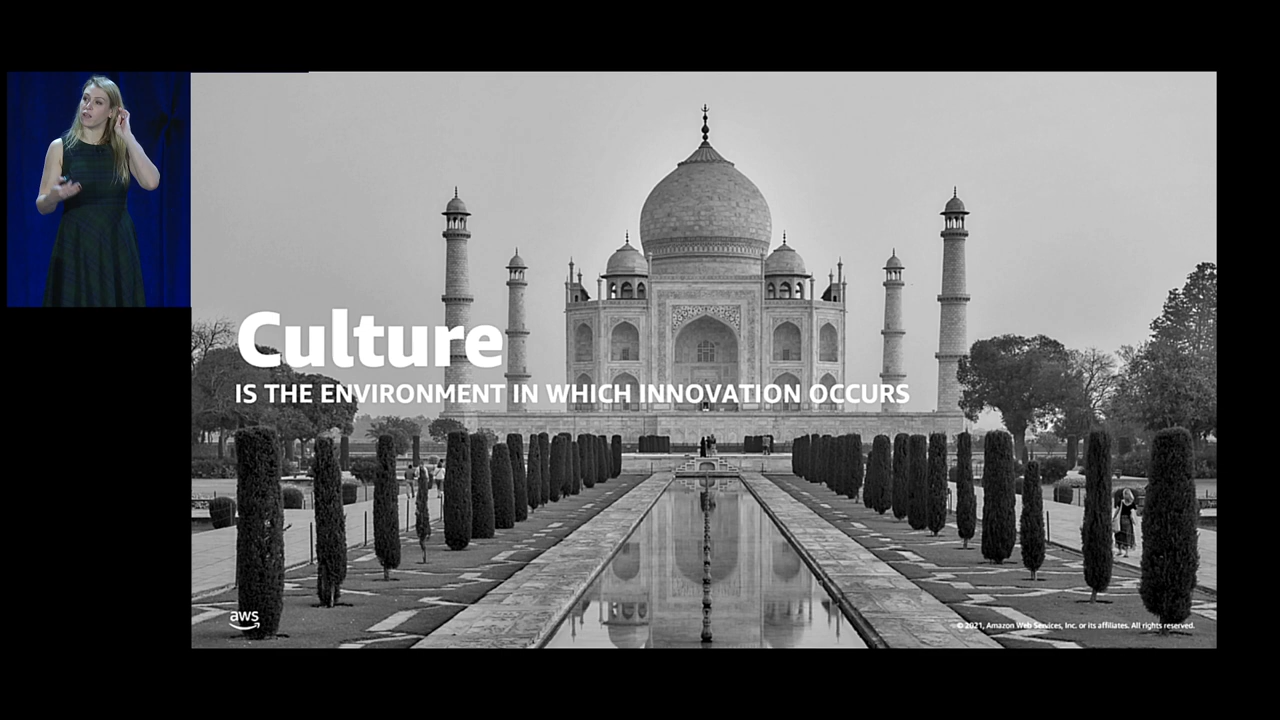 Culture
IS THE ENVIRONMENT IN WHICH INNOVATION OCCURS
aws
© 2021, Amazon Web Services, Inc. or its affiliates. All rights reserved.